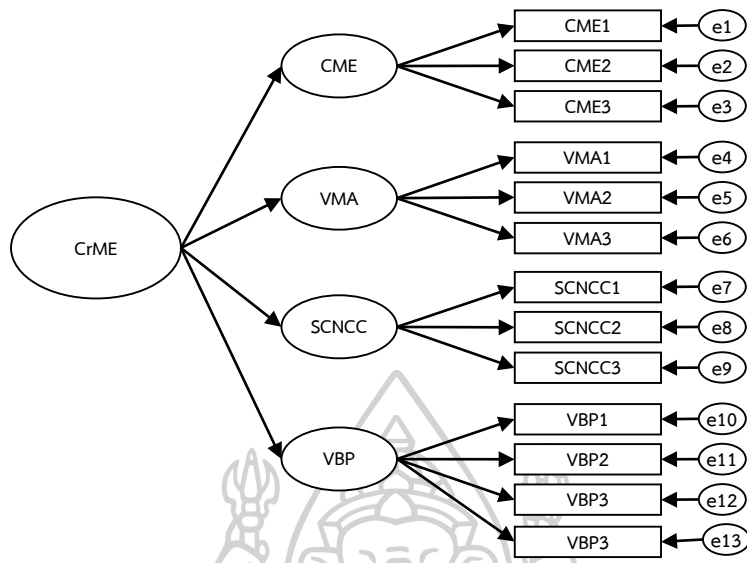 CrME
CME
VMA
SCNCC
VBP
CME1
e1
CME2
e2
CME3
e3
VMA1
e4
VMA2
e5
VMA3
e6
SCNCC1
e7
SCNCC2
e8
SCNCC3
e9
VBP1
e10
VBP2
e11
VBP3
e12
VBP3
e13